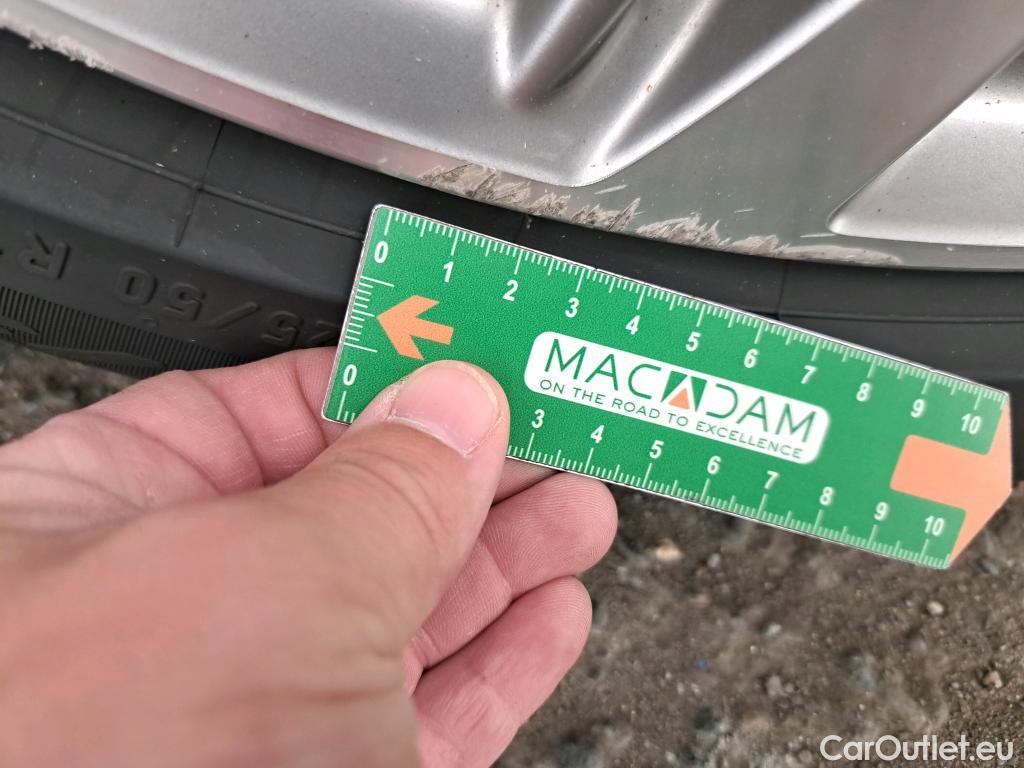 25/50 R
0 1 2 3 4 5 6 7 8 9 10
MACADAM
ON THE ROAD TO EXCELLENCE
0 3 4 5 6 7 8 9 10
CarOutlet.eu